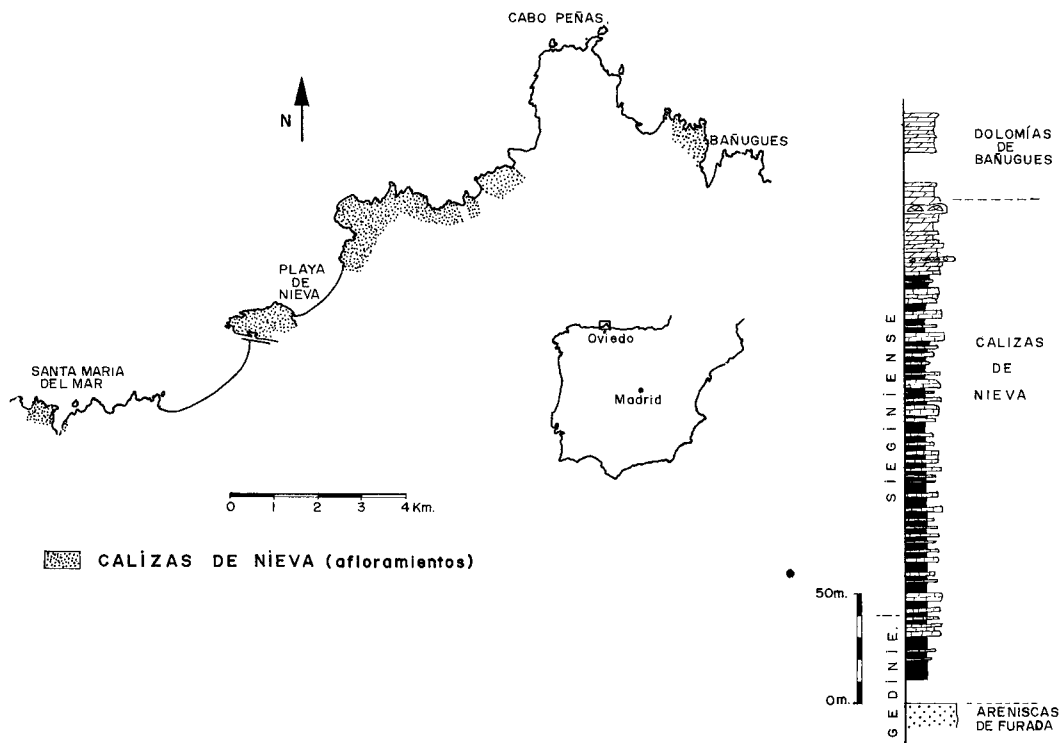 CABO PEÑAS.
N
BAÑUGUES
PLAYA
DE
NIEVA
SANTA MARIA
DEL MAR
Oviedo
Madrid
0 1 2 3 4 Km.
CALIZAS DE NIEVA (afloramientos)
DOLOMÍAS
DE
BAÑUGUES
SIEGINIENSE
CALIZAS
DE
NIEVA
50m.
0m.
GEDINIE.
ARENISCAS
DE FURADA